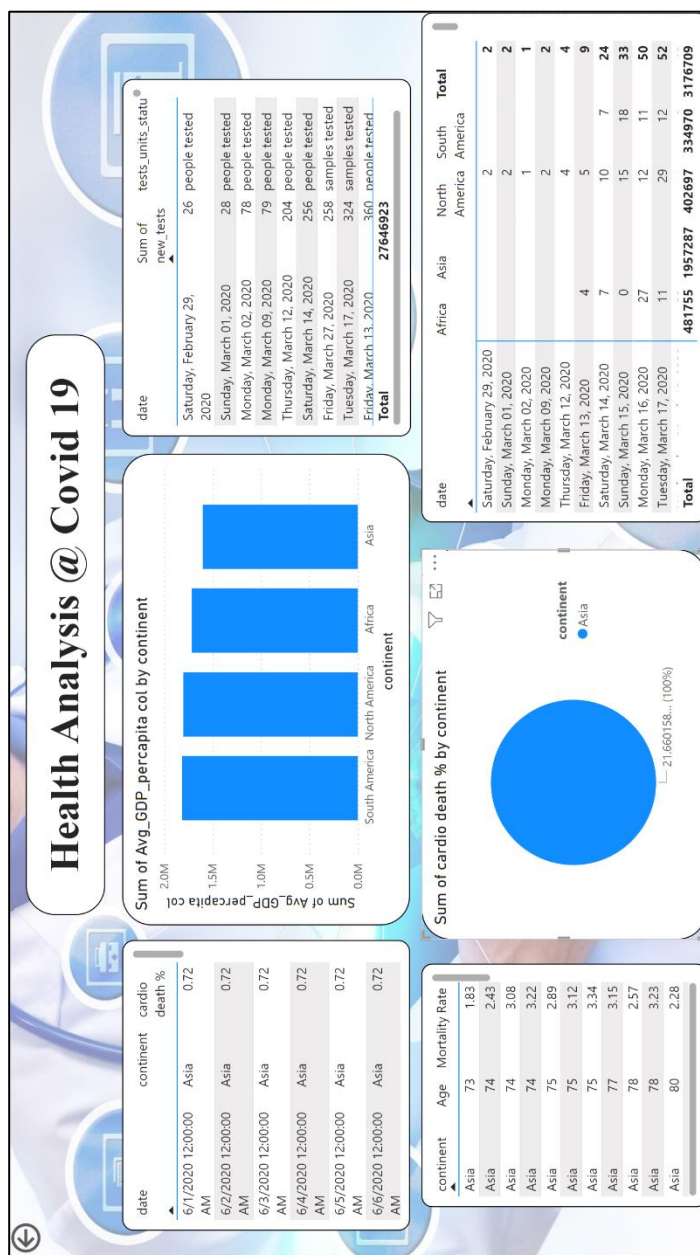 Health Analysis @ Covid 19
date continent cardio death %
6/1/2020 12:00:00 AM Asia 0.72
6/2/2020 12:00:00 AM Asia 0.72
6/3/2020 12:00:00 AM Asia 0.72
6/4/2020 12:00:00 AM Asia 0.72
6/5/2020 12:00:00 AM Asia 0.72
6/6/2020 12:00:00 AM Asia 0.72
Sum of Avg_GDP_percapita col by continent
Sum of Avg_GDP_percapita col
2.0M
1.5M
1.0M
0.5M
0.0M
South America North America Africa Asia
continent
date Sum of new_tests tests_units_statu
Saturday, February 29, 2020 26 people tested
Sunday, March 01, 2020 28 people tested
Monday, March 02, 2020 78 people tested
Monday, March 09, 2020 79 people tested
Thursday, March 12, 2020 204 people tested
Saturday, March 14, 2020 256 people tested
Friday, March 27, 2020 258 samples tested
Tuesday, March 17, 2020 324 samples tested
Friday, March 13, 2020 360 people tested
Total 27646923
continent Age Mortality Rate
Asia 73 1.83
Asia 74 2.43
Asia 74 3.08
Asia 74 3.22
Asia 75 2.89
Asia 75 3.12
Asia 75 3.34
Asia 77 3.15
Asia 78 2.57
Asia 78 3.23
Asia 80 2.28
Sum of cardio death % by continent
21.660158... (100%)
continent
Asia
date Africa Asia North America South America Total
Saturday, February 29, 2020 2 2
Sunday, March 01, 2020 2 2
Monday, March 02, 2020 1 1
Monday, March 09, 2020 2 2
Thursday, March 12, 2020 4 4
Friday, March 13, 2020 4 5 9
Saturday, March 14, 2020 7 10 7 24
Sunday, March 15, 2020 0 15 18 33
Monday, March 16, 2020 27 12 11 50
Tuesday, March 17, 2020 11 29 12 52
Total 481755 1957287 402697 334970 3176709